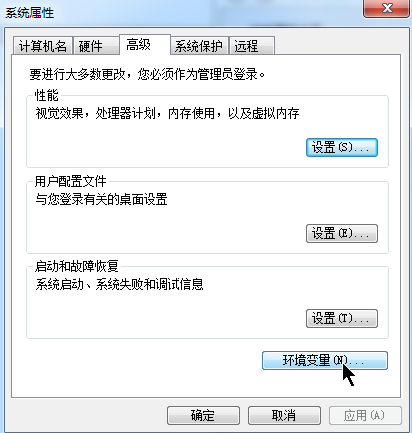 系统属性
计算机名 硬件 高级 系统保护 远程
要进行大多数更改，您必须作为管理员登录。
性能
视觉效果，处理器计划，内存使用，以及虚拟内存
设置(S)...
用户配置文件
与您登录有关的桌面设置
设置(E)...
启动和故障恢复
系统启动、系统失败和调试信息
设置(T)...
环境变量(N)...
确定 取消 应用(A)